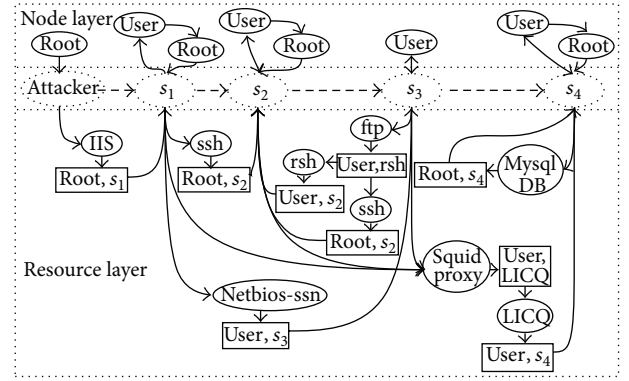 Node layer
User
User
Root
Root
User
Root
User
Root
Attacker
s1
s2
s3
s4
IIS
Root, s1
ssh
Root, s2
ftp
rsh
User,rsh
User, s2
ssh
Root, s2
Root, s4
Mysql
DB
Resource layer
Squid
proxy
User,
LICQ
Netbios-ssn
User, s3
LICQ
User, s4